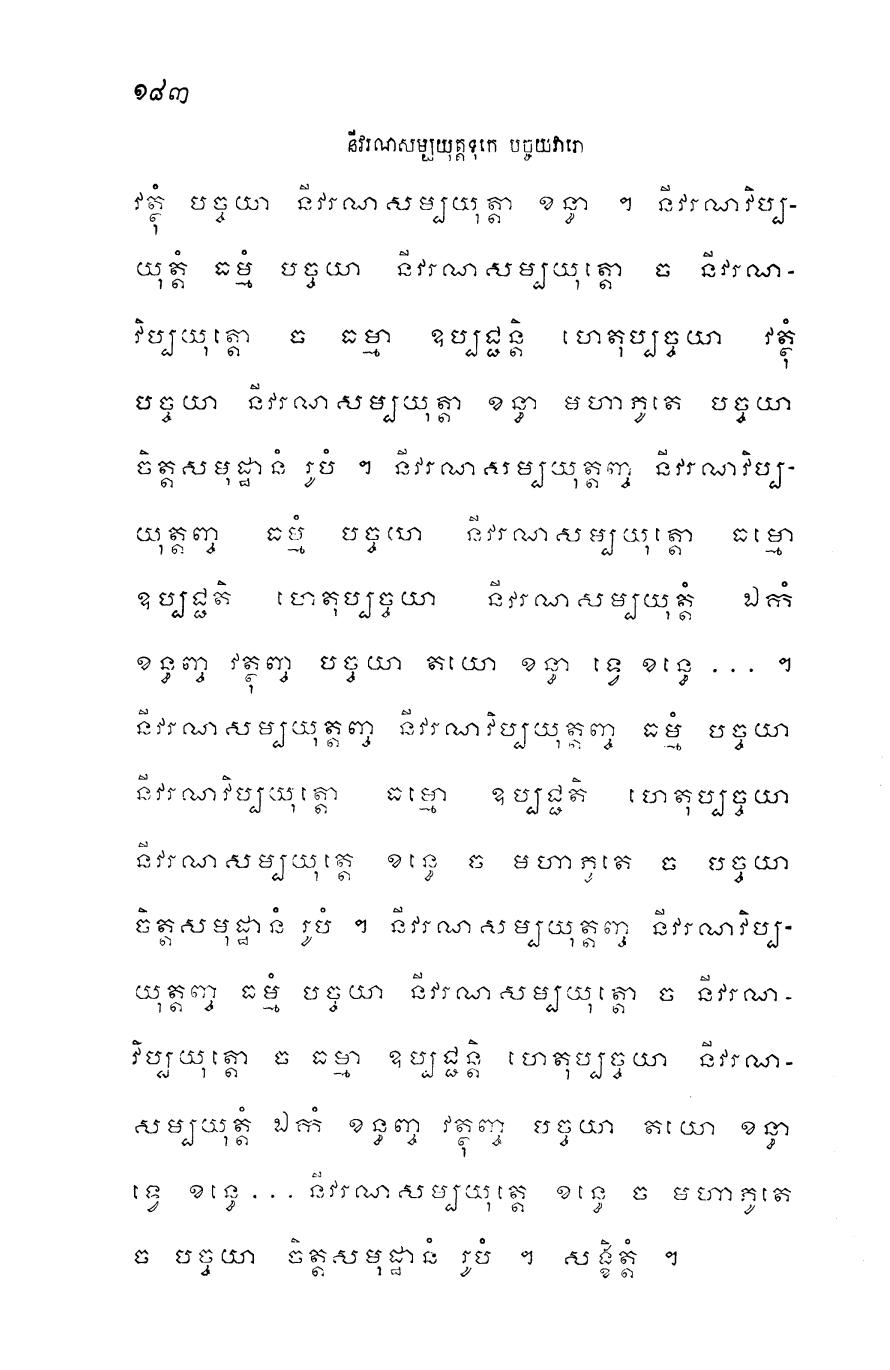 ១៨៣
នីវរណសម្បយុត្តទុកេ បច្ចយវារោ
វត្ថុំ បច្ចយា នីវរណសម្បយុត្តា ខន្ធា ។ នីវរណវិប្ប-
យុត្តំ ធម្មំ បច្ចយា នីវរណសម្បយុត្តោ ច នីវរណ-
វិប្បយុត្តោ ច ធម្មា ឧប្បជ្ជន្តិ ហេតុប្បច្ចយា វត្ថុំ
បច្ចយា នីវរណសម្បយុត្តា ខន្ធា មហាភូតេ បច្ចយា
ចិត្តសមុដ្ឋានំ រូបំ ។ នីវរណសម្បយុត្តញ្ច នីវរណវិប្ប-
យុត្តញ្ច ធម្មំ បច្ចយា នីវរណសម្បយុត្តោ ធម្មោ
ឧប្បជ្ជតិ ហេតុប្បច្ចយា នីវរណសម្បយុត្តំ ឯកំ
ខន្ធញ្ច វត្ថុញ្ច បច្ចយា តយោ ខន្ធា ទ្វេ ខន្ធេ ... ។
នីវរណសម្បយុត្តញ្ច នីវរណវិប្បយុត្តញ្ច ធម្មំ បច្ចយា
នីវរណវិប្បយុត្តោ ធម្មោ ឧប្បជ្ជតិ ហេតុប្បច្ចយា
នីវរណសម្បយុត្តេ ខន្ធេ ច មហាភូតេ ច បច្ចយា
ចិត្តសមុដ្ឋានំ រូបំ ។ នីវរណសម្បយុត្តញ្ច នីវរណវិប្ប-
យុត្តញ្ច ធម្មំ បច្ចយា នីវរណសម្បយុត្តោ ច នីវរណ-
វិប្បយុត្តោ ច ធម្មា ឧប្បជ្ជន្តិ ហេតុប្បច្ចយា នីវរណ-
សម្បយុត្តំ ឯកំ ខន្ធញ្ច វត្ថុញ្ច បច្ចយា តយោ ខន្ធា
ទ្វេ ខន្ធេ ... នីវរណសម្បយុត្តេ ខន្ធេ ច មហាភូតេ
ច បច្ចយា ចិត្តសមុដ្ឋានំ រូបំ ។ សង្ខិត្តំ ។